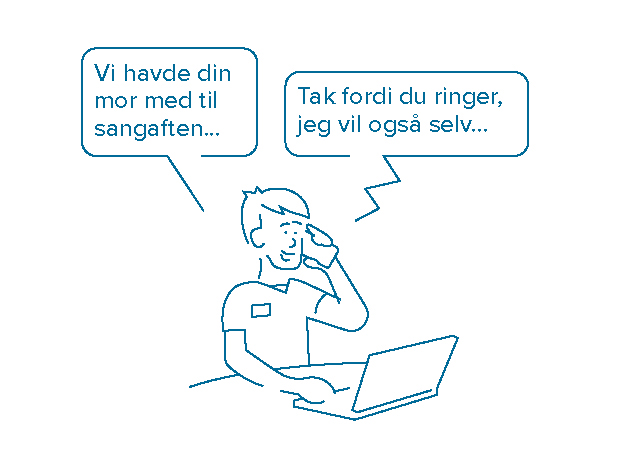 Vi havde din
mor med til
sangaften...
Tak fordi du ringer,
jeg vil også selv...